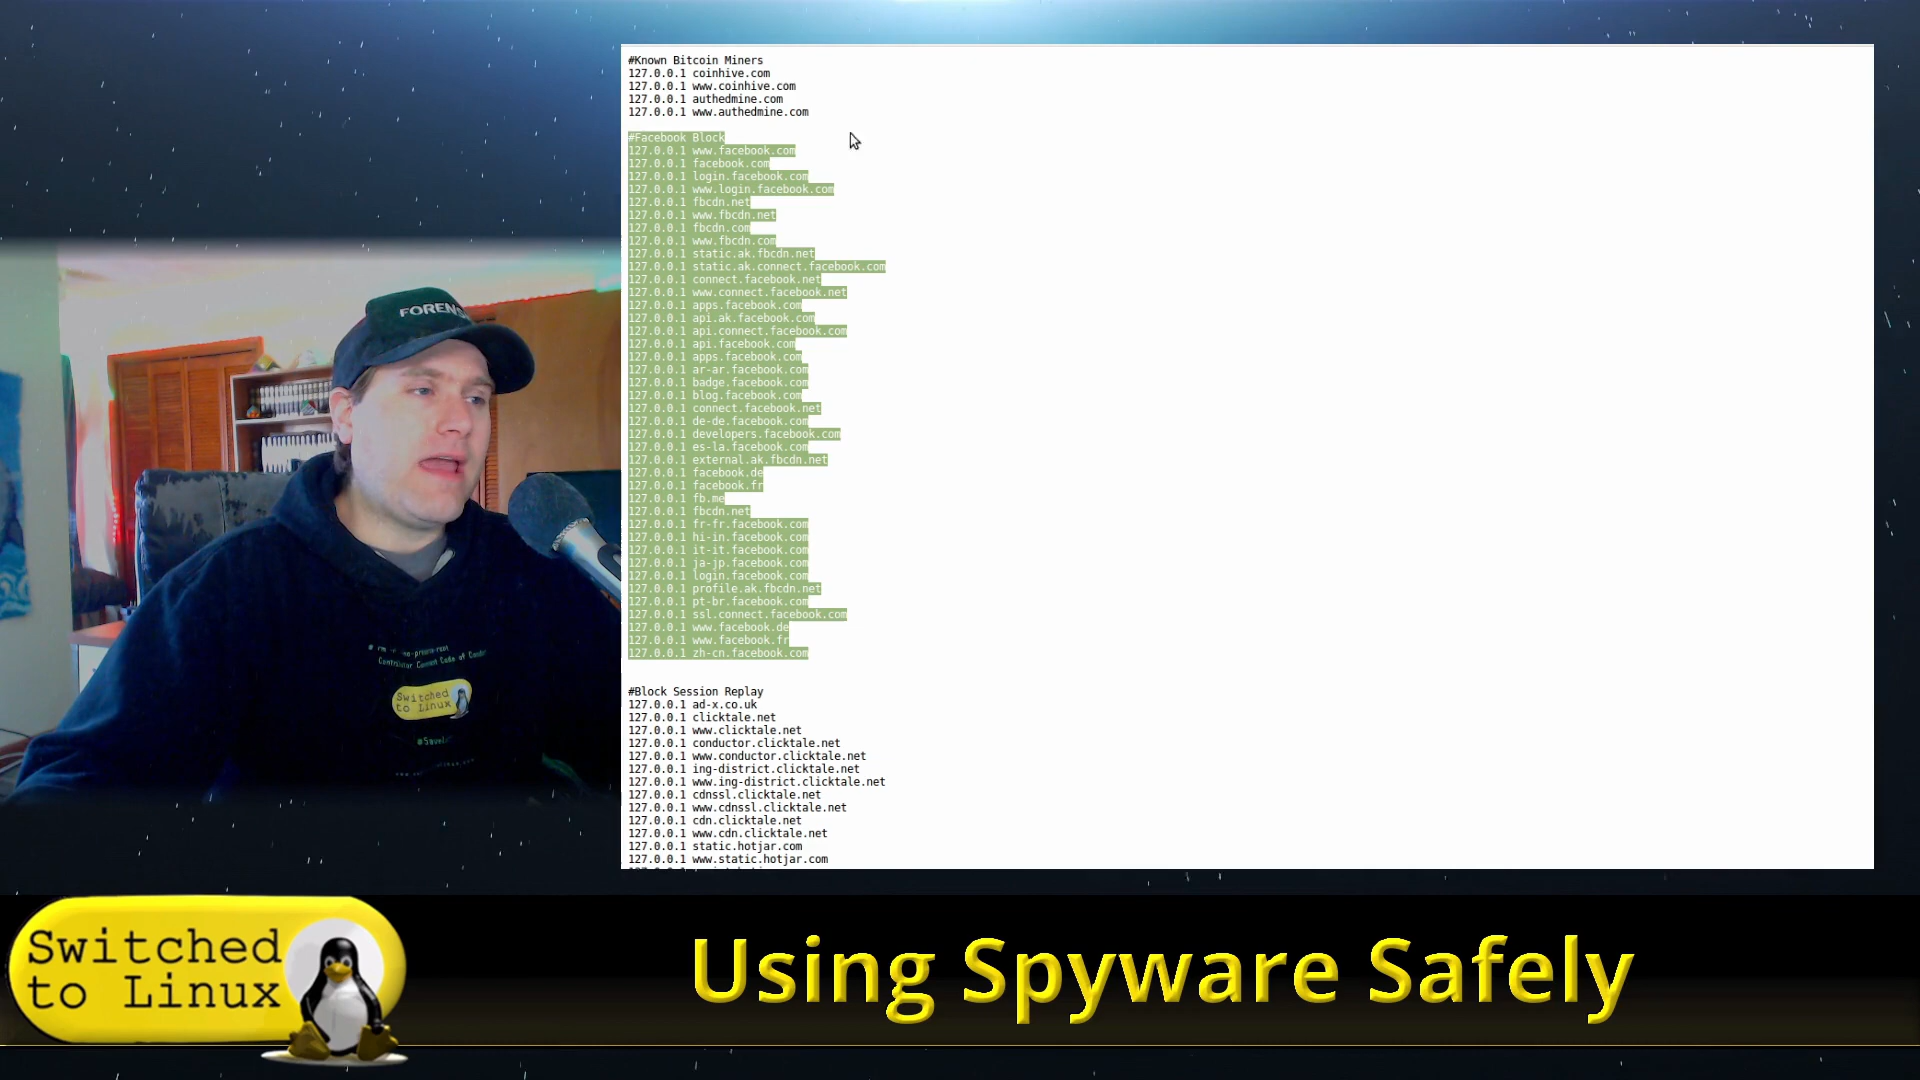 #Known Bitcoin Miners
127.0.0.1 coinhive.com
127.0.0.1 www.coinhive.com
127.0.0.1 authedmine.com
127.0.0.1 www.authedmine.com
#Facebook Block
127.0.0.1 www.facebook.com
127.0.0.1 facebook.com
127.0.0.1 login.facebook.com
127.0.0.1 www.login.facebook.com
127.0.0.1 fbcdn.net
127.0.0.1 www.fbcdn.net
127.0.0.1 fbcdn.com
127.0.0.1 www.fbcdn.com
127.0.0.1 static.ak.fbcdn.net
127.0.0.1 static.ak.connect.facebook.com
127.0.0.1 connect.facebook.net
127.0.0.1 www.connect.facebook.net
127.0.0.1 apps.facebook.com
127.0.0.1 api.ak.facebook.com
127.0.0.1 api.connect.facebook.com
127.0.0.1 api.facebook.com
127.0.0.1 apps.facebook.com
127.0.0.1 ar-ar.facebook.com
127.0.0.1 badge.facebook.com
127.0.0.1 blog.facebook.com
127.0.0.1 connect.facebook.net
127.0.0.1 de-de.facebook.com
127.0.0.1 developers.facebook.com
127.0.0.1 es-la.facebook.com
127.0.0.1 external.ak.fbcdn.net
127.0.0.1 facebook.de
127.0.0.1 facebook.fr
127.0.0.1 fb.me
127.0.0.1 fbcdn.net
127.0.0.1 fr-fr.facebook.com
127.0.0.1 hi-in.facebook.com
127.0.0.1 it-it.facebook.com
127.0.0.1 ja-jp.facebook.com
127.0.0.1 login.facebook.com
127.0.0.1 profile.ak.fbcdn.net
127.0.0.1 pt-br.facebook.com
127.0.0.1 ssl.connect.facebook.com
127.0.0.1 www.facebook.de
127.0.0.1 www.facebook.fr
127.0.0.1 zh-cn.facebook.com
#Block Session Replay
127.0.0.1 ad-x.co.uk
127.0.0.1 clicktale.net
127.0.0.1 www.clicktale.net
127.0.0.1 conductor.clicktale.net
127.0.0.1 www.conductor.clicktale.net
127.0.0.1 ing-district.clicktale.net
127.0.0.1 www.ing-district.clicktale.net
127.0.0.1 cdnssl.clicktale.net
127.0.0.1 www.cdnssl.clicktale.net
127.0.0.1 cdn.clicktale.net
127.0.0.1 www.cdn.clicktale.net
127.0.0.1 static.hotjar.com
127.0.0.1 www.static.hotjar.com
FOREN
Switched
to Linux
Switched
to Linux
Using Spyware Safely